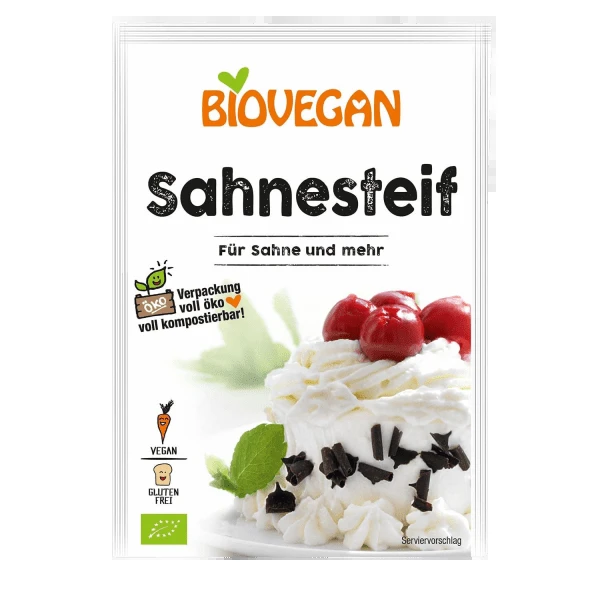 BIOVEGAN
Sahnesteif
Für Sahne und mehr
ÖKO
Verpackung
voll öko
voll kompostierbar!
VEGAN
GLUTEN
FREI
Serviervorschlag